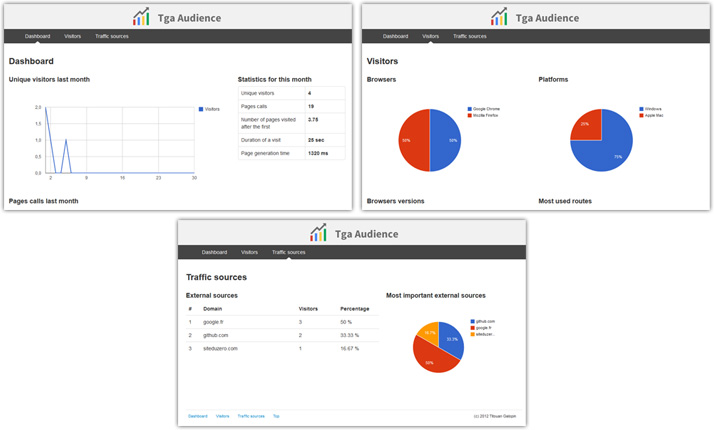 Tga Audience
Dashboard Visitors Traffic sources
Dashboard
Unique visitors last month
2,0
1,5
1,0
0,5
0,0
2 9 16 23 30
Visitors
Statistics for this month
Unique visitors 4
Pages calls 19
Number of pages visited after the first 3.75
Duration of a visit 25 sec
Page generation time 1320 ms
Pages calls last month
Tga Audience
Dashboard Visitors Traffic sources
Visitors
Browsers
50% 50%
Google Chrome
Mozilla Firefox
Platforms
25%
75%
Windows
Apple Mac
Browsers versions
Most used routes
Tga Audience
Dashboard Visitors Traffic sources
Traffic sources
External sources
# Domain Visitors Percentage
1 google.fr 3 50 %
2 github.com 2 33.33 %
3 siteduzero.com 1 16.67 %
Most important external sources
16.7%
33.3%
50%
github.com
google.fr
siteduzer...
Dashboard Visitors Traffic sources Top
(c) 2012 Titouan Galopin